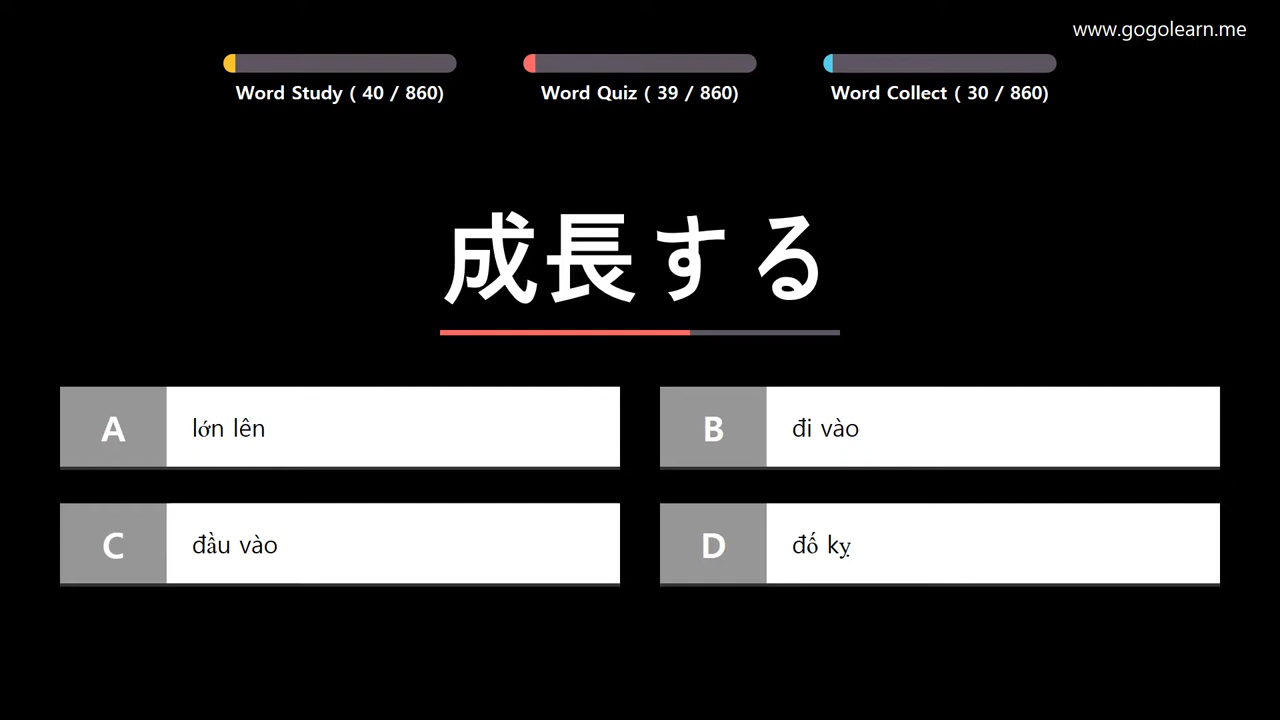 www.gogolearn.me
Word Study ( 40 / 860)
Word Quiz ( 39 / 860)
Word Collect ( 30 / 860)
成長する
A lớn lên
B đi vào
C đầu vào
D đố kỵ